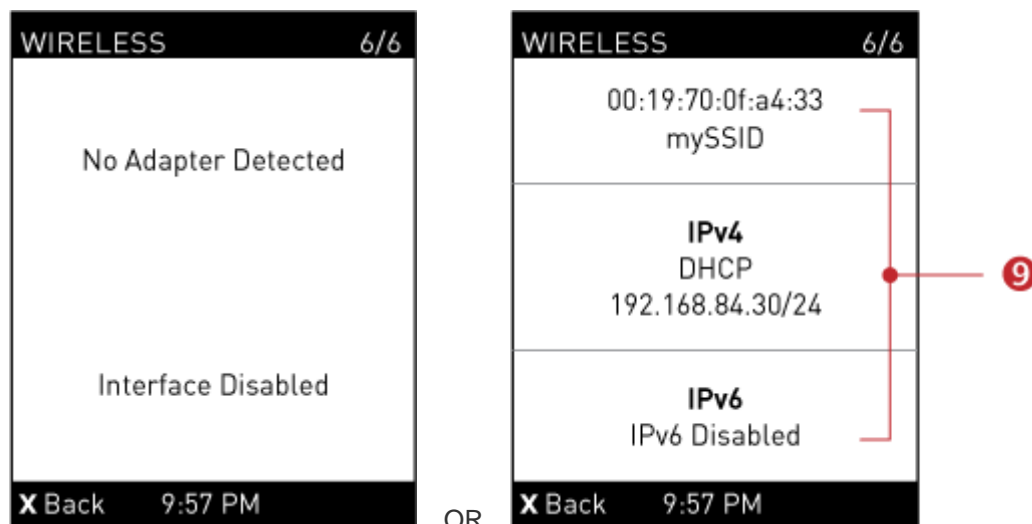 WIRELESS 6/6
No Adapter Detected
Interface Disabled
X Back 9:57 PM
OR
WIRELESS 6/6
00:19:70:0f:a4:33
mySSID
IPv4
DHCP
192.168.84.30/24
IPv6
IPv6 Disabled
X Back 9:57 PM
9